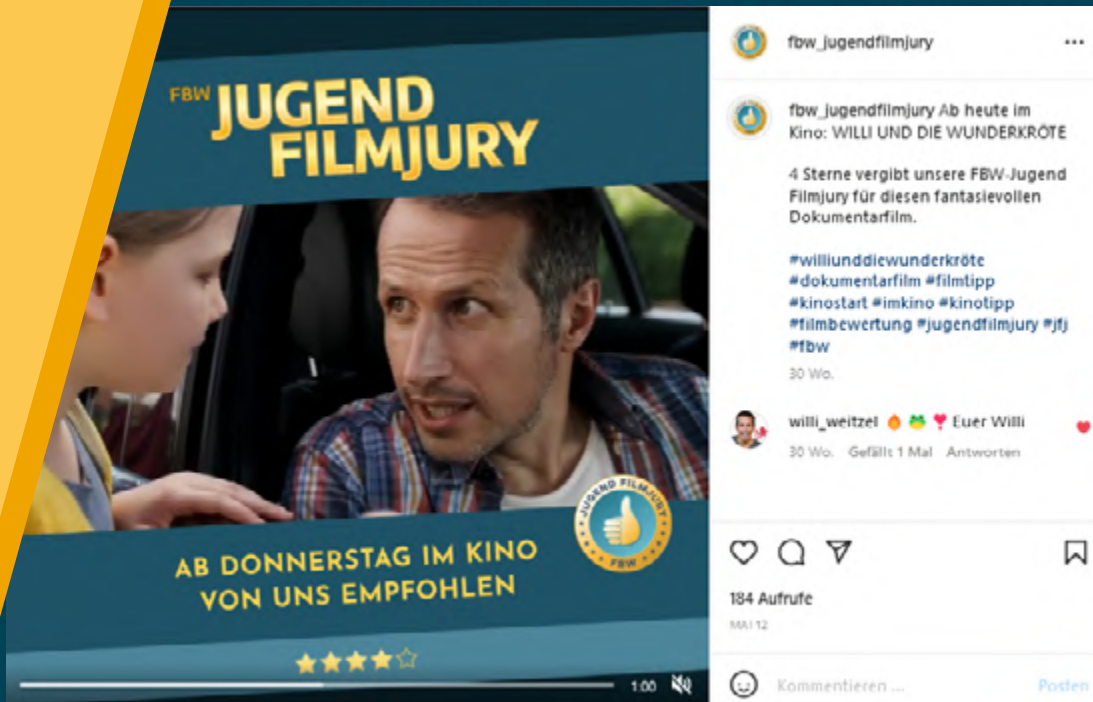 FBW JUGEND
FILMJURY
JUGEND FILMJURY
FBW
AB DONNERSTAG IM KINO
VON UNS EMPFOHLEN
1:00
fbw_jugendfilmjury
fbw_jugendfilmjury Ab heute im
Kino: WILLI UND DIE WUNDERKRÖTE
4 Sterne vergibt unsere FBW-Jugend
Filmjury für diesen fantasievollen
Dokumentarfilm.
#williunddiewunderkröte
#dokumentarfilm #filmtipp
#kinostart #imkino #kinotipp
#filmbewertung #jugendfilmjury #jfj
#fbw
30 Wo.
willi_weitzel 🔥 🐸 ❣ Euer Willi
30 Wo. Gefällt 1 Mal Antworten
184 Aufrufe
MAI 12
Kommentieren ...
Posten